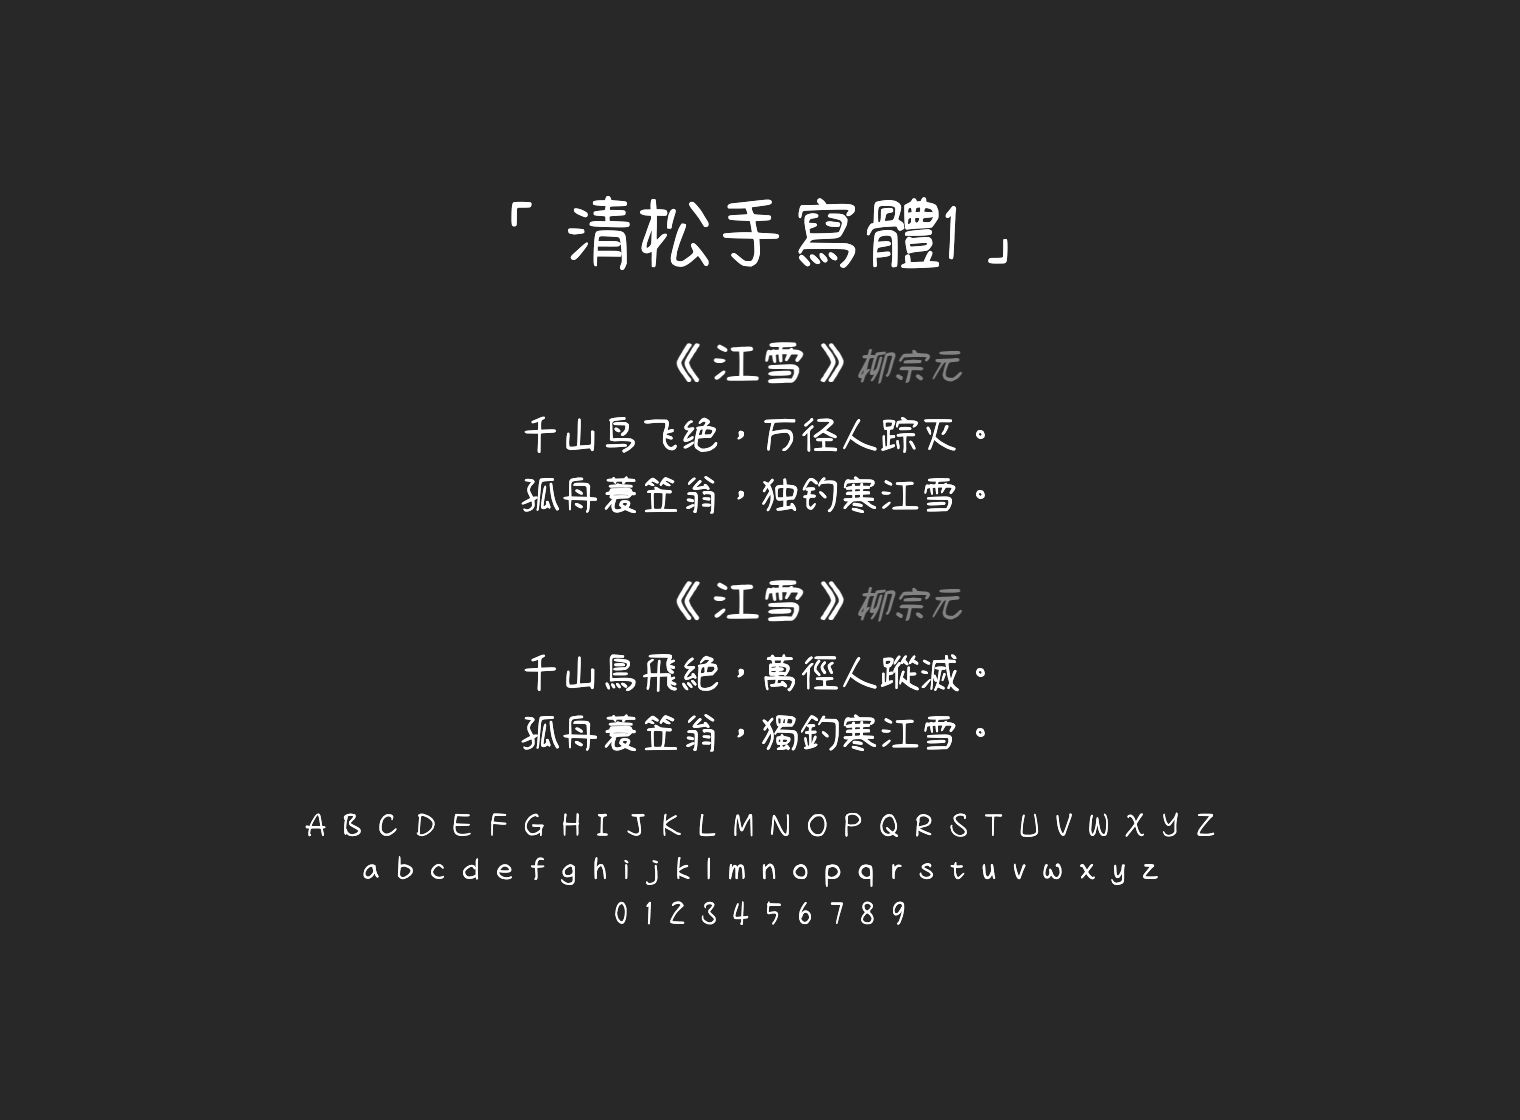 「清松手寫體1」
《江雪》柳宗元
千山鸟飞绝，万径人踪灭。
孤舟蓑笠翁，独钓寒江雪。
《江雪》柳宗元
千山鳥飛絕，萬徑人蹤滅。
孤舟蓑笠翁，獨釣寒江雪。
A B C D E F G H I J K L M N O P Q R S T U V W X Y Z
a b c d e f g h i j k l m n o p q r s t u v w x y z
0 1 2 3 4 5 6 7 8 9